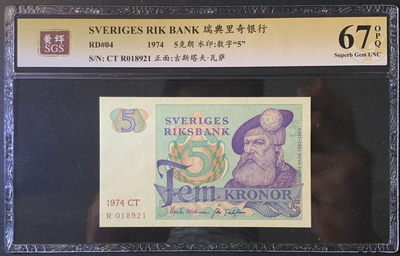 SVERIGES RIK BANK 瑞典里奇银行
RD#04 1974 5克朗 水印:数字“5”
S/N: CT R018921 正面:古斯塔夫·瓦萨
SGS
67 OPQ
Superb Gem UNC
5
SVERIGES
RIKSBANK
5
Fem KRONOR
1974 CT
R 018921
5